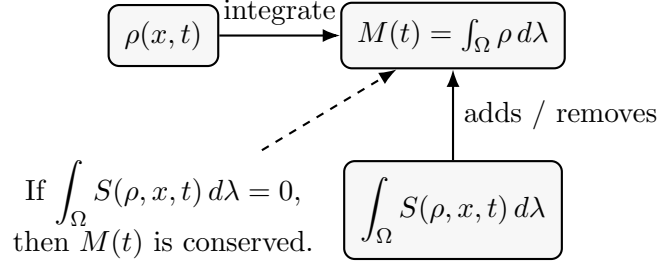 ρ(x, t)
integrate
M(t) = ∫_Ω ρ dλ
adds / removes
If ∫_Ω S(ρ, x, t) dλ = 0,
then M(t) is conserved.
∫_Ω S(ρ, x, t) dλ